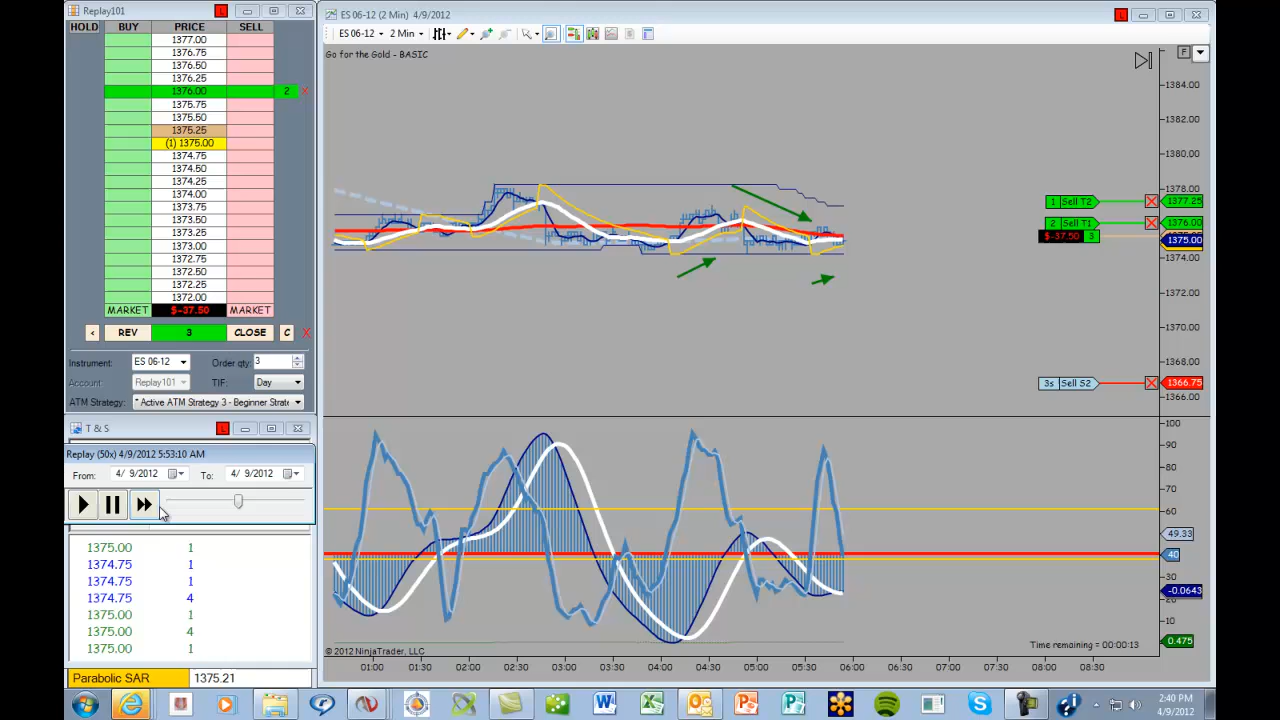 Replay101
HOLD BUY PRICE SELL
1377.00
1376.75
1376.50
1376.25
1376.00 2
1375.75
1375.50
1375.25
(1) 1375.00
1374.75
1374.50
1374.25
1374.00
1373.75
1373.50
1373.25
1373.00
1372.75
1372.50
1372.25
1372.00
MARKET $-37.50 MARKET
< REV 3 CLOSE C X
Instrument: ES 06-12 Order qty: 3
Account: Replay101 TIF: Day
ATM Strategy: * Active ATM Strategy 3 - Beginner Strate
T & S
Replay (50x) 4/9/2012 5:53:10 AM
From: 4/ 9/2012 To: 4/ 9/2012
1375.00 1
1374.75 1
1374.75 1
1374.75 4
1375.00 1
1375.00 4
1375.00 1
Parabolic SAR 1375.21
ES 06-12 (2 Min) 4/9/2012
ES 06-12 2 Min
Go for the Gold - BASIC
F
1384.00
1382.00
1380.00
1378.00
1 Sell T2 1377.25
2 Sell T1 1376.00
$-37.50 3
1375.00
1374.00
1372.00
1370.00
1368.00
3s Sell S2 1366.75
1366.00
100
90
80
70
60
49.33
40
30
-0.0643
20
10
0.475
© 2012 NinjaTrader, LLC
Time remaining = 00:00:13
01:00 01:30 02:00 02:30 03:00 03:30 04:00 04:30 05:00 05:30 06:00 06:30 07:00 07:30 08:00 08:30
2:40 PM
4/9/2012